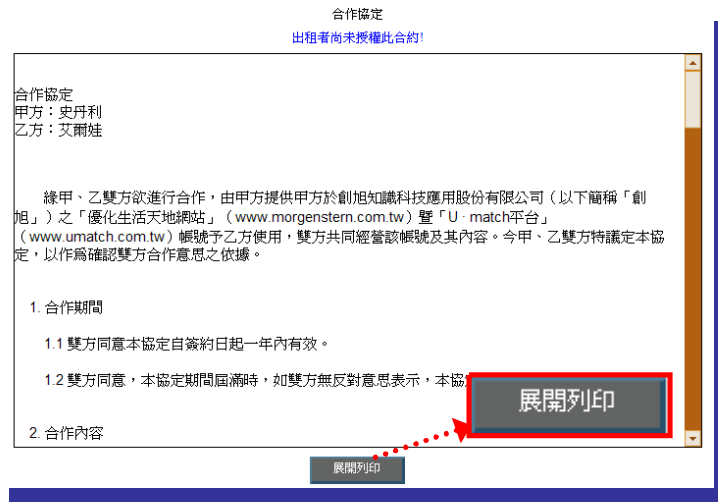 合作協定
出租者尚未授權此合約!
合作協定
甲方：史丹利
乙方：艾爾娃
緣甲、乙雙方欲進行合作，由甲方提供甲方於創旭知識科技應用股份有限公司（以下簡稱「創
旭」）之「優化生活天地網站」（www.morgenstern.com.tw）暨「U‧match平台」
（www.umatch.com.tw）帳號予乙方使用，雙方共同經營該帳號及其內容。今甲、乙雙方特議定本協
定，以作為確認雙方合作意思之依據。
1. 合作期間
1.1 雙方同意本協定自簽約日起一年內有效。
1.2 雙方同意，本協定期間屆滿時，如雙方無反對意思表示，本協
展開列印
2. 合作內容
展開列印